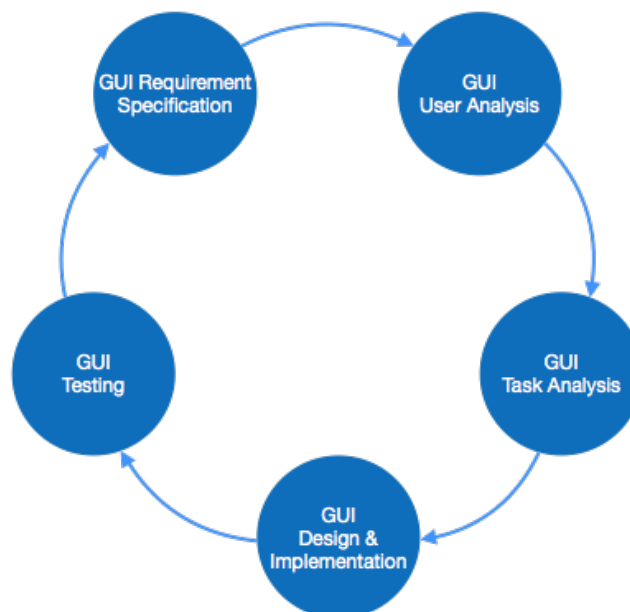 GUI Requirement
Specification
GUI
User Analysis
GUI
Task Analysis
GUI
Design &
Implementation
GUI
Testing